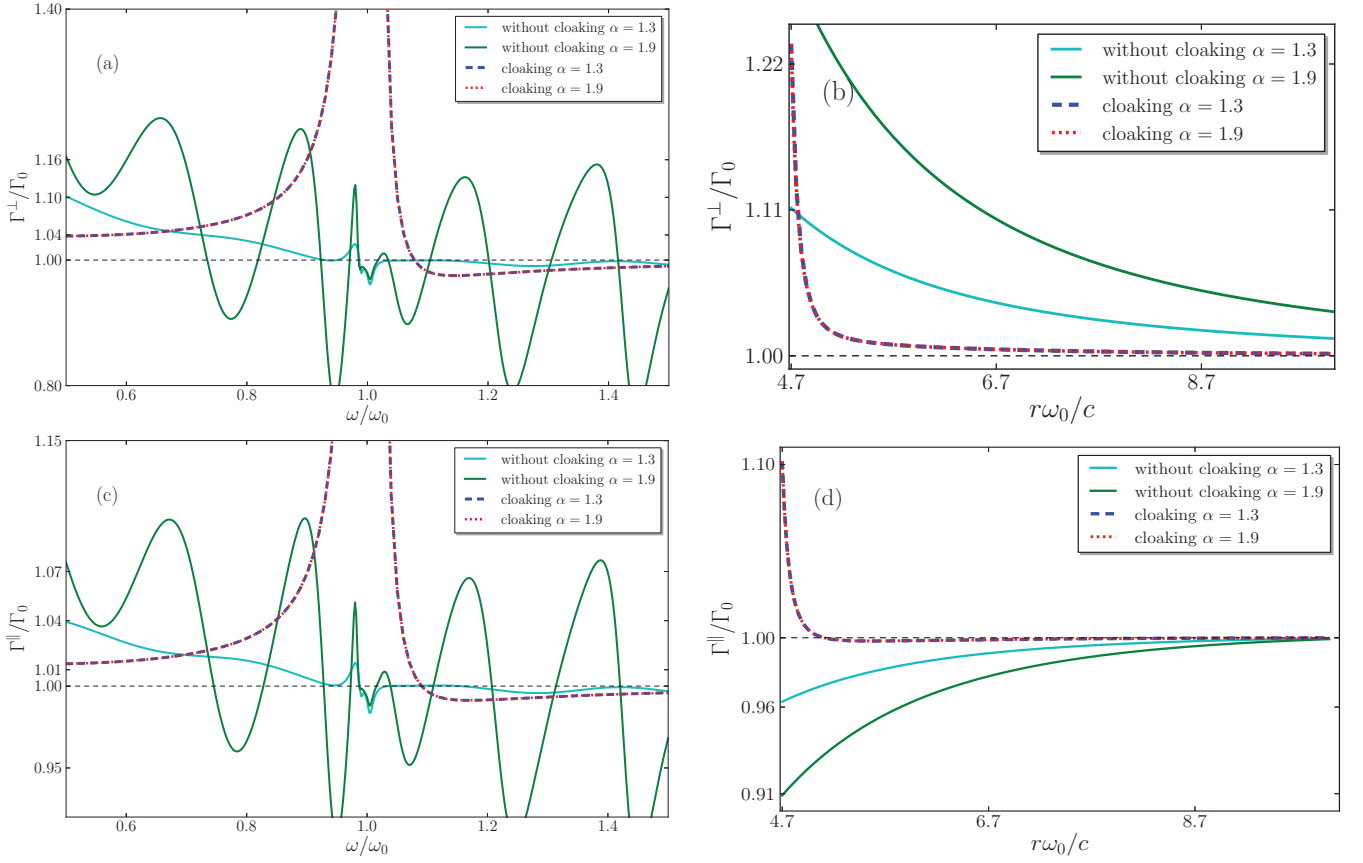 1.40
without cloaking α = 1.3
without cloaking α = 1.9
cloaking α = 1.3
cloaking α = 1.9
(a)
1.16
1.10
1.04
1.00
0.80
Γ⊥/Γ0
0.6 0.8 1.0 1.2 1.4
ω/ω0
without cloaking α = 1.3
without cloaking α = 1.9
cloaking α = 1.3
cloaking α = 1.9
(b)
1.22
1.11
1.00
Γ⊥/Γ0
4.7 6.7 8.7
rω0/c
1.15
without cloaking α = 1.3
without cloaking α = 1.9
cloaking α = 1.3
cloaking α = 1.9
(c)
1.07
1.04
1.01
1.00
0.95
Γ∥/Γ0
0.6 0.8 1.0 1.2 1.4
ω/ω0
without cloaking α = 1.3
without cloaking α = 1.9
cloaking α = 1.3
cloaking α = 1.9
(d)
1.10
1.00
0.96
0.91
Γ∥/Γ0
4.7 6.7 8.7
rω0/c